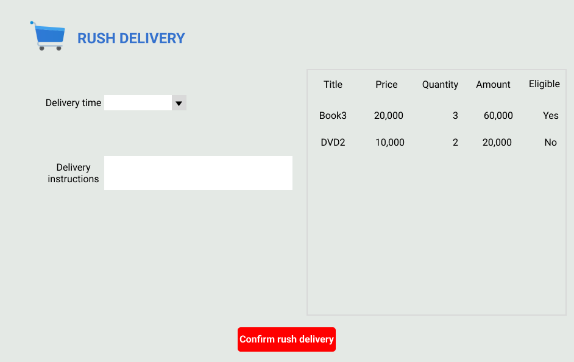 RUSH DELIVERY
Delivery time
Delivery
instructions
Title Price Quantity Amount Eligible
Book3 20,000 3 60,000 Yes
DVD2 10,000 2 20,000 No
Confirm rush delivery